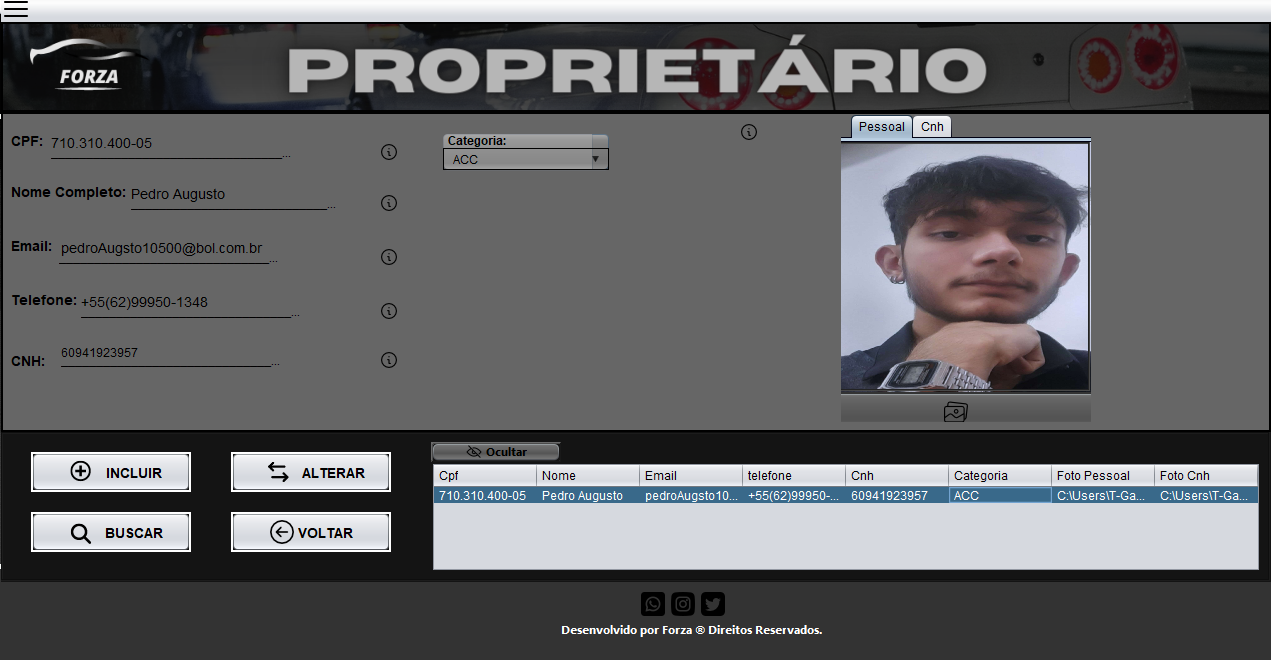 FORZA
PROPRIETÁRIO
CPF: 710.310.400-05 ...
Nome Completo: Pedro Augusto ...
Email: pedroAugsto10500@bol.com.br ...
Telefone: +55(62)99950-1348 ...
CNH: 60941923957 ...
Categoria:
ACC
Pessoal Cnh
INCLUIR ALTERAR
BUSCAR VOLTAR
Ocultar
Cpf Nome Email telefone Cnh Categoria Foto Pessoal Foto Cnh
710.310.400-05 Pedro Augusto pedroAugsto10... +55(62)99950-... 60941923957 ACC C:\Users\T-Ga... C:\Users\T-Ga...
Desenvolvido por Forza ® Direitos Reservados.